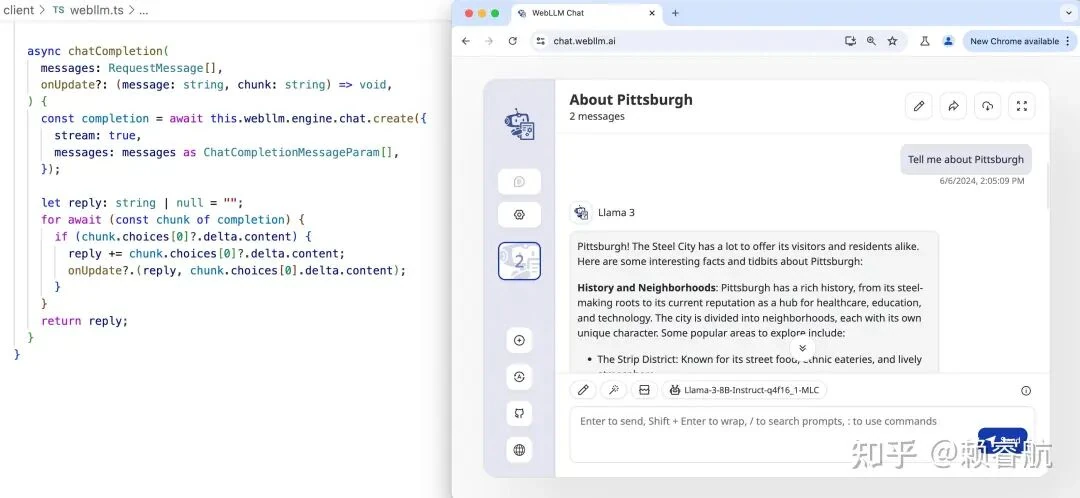 client > TS webllm.ts > ...
async chatCompletion(
messages: RequestMessage[],
onUpdate?: (message: string, chunk: string) => void,
) {
const completion = await this.webllm.engine.chat.create({
stream: true,
messages: messages as ChatCompletionMessageParam[],
});
let reply: string | null = "";
for await (const chunk of completion) {
if (chunk.choices[0]?.delta.content) {
reply += chunk.choices[0]?.delta.content;
onUpdate?.(reply, chunk.choices[0].delta.content);
}
}
return reply;
}
}
WebLLM Chat
chat.webllm.ai
New Chrome available
About Pittsburgh
2 messages
Tell me about Pittsburgh
6/6/2024, 2:05:09 PM
Llama 3
Pittsburgh! The Steel City has a lot to offer its visitors and residents alike.
Here are some interesting facts and tidbits about Pittsburgh:
History and Neighborhoods: Pittsburgh has a rich history, from its steel-
making roots to its current reputation as a hub for healthcare, education,
and technology. The city is divided into neighborhoods, each with its own
unique character. Some popular areas to explore include:
• The Strip District: Known for its street food, ethnic eateries, and lively
2
Llama-3-8B-Instruct-q4f16_1-MLC
Enter to send, Shift + Enter to wrap, / to search prompts, : to use commands
Send
知乎 @赖睿航